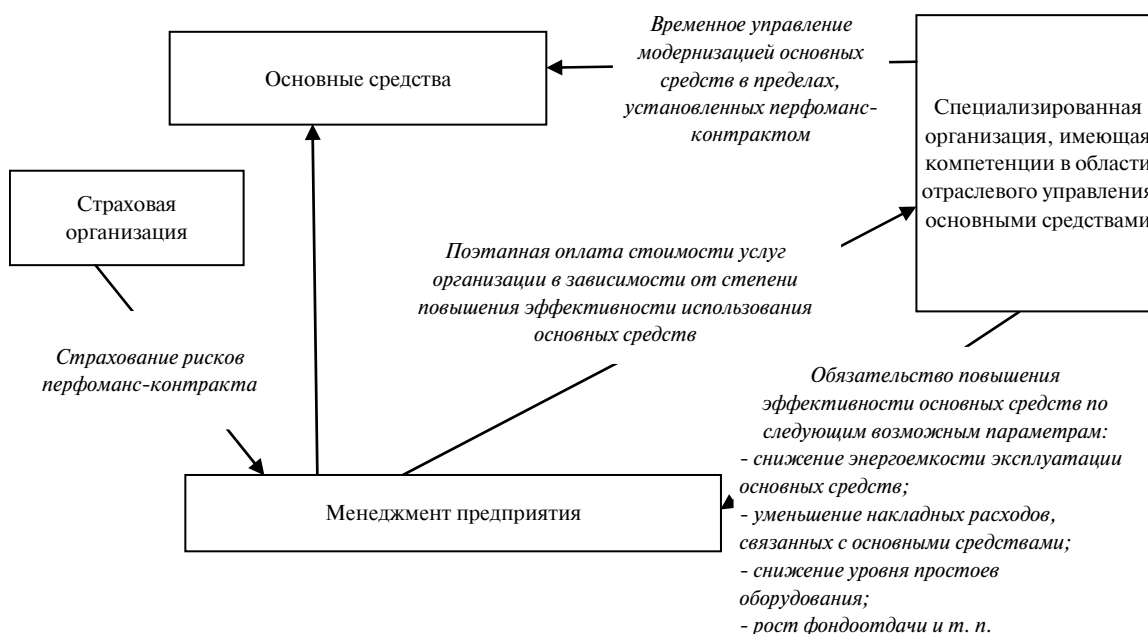 Основные средства
Временное управление
модернизацией основных
средств в пределах,
установленных перфоманс-
контрактом
Специализированная
организация, имеющая
компетенции в области
отраслевого управления
основными средствами
Страховая
организация
Поэтапная оплата стоимости услуг
организации в зависимости от степени
повышения эффективности использования
основных средств
Страхование рисков
перфоманс-контракта
Обязательство повышения
эффективности основных средств по
следующим возможным параметрам:
- снижение энергоемкости эксплуатации
основных средств;
- уменьшение накладных расходов,
связанных с основными средствами;
- снижение уровня простоев
оборудования;
- рост фондоотдачи и т. п.
Менеджмент предприятия